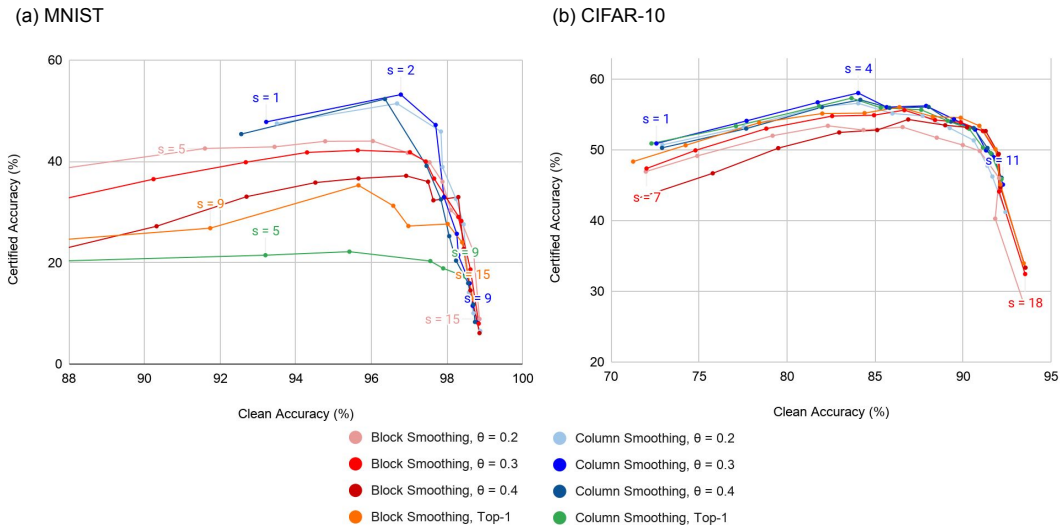 (a) MNIST
(b) CIFAR-10
Certified Accuracy (%)
60
40
20
0
s = 1
s = 2
s = 5
s = 9
s = 5
s = 9
s = 15
s = 9
s = 15
88
90
92
94
96
98
100
Clean Accuracy (%)
Certified Accuracy (%)
60
50
40
30
20
s = 4
s = 1
s = 11
s = 7
s = 18
70
75
80
85
90
95
Clean Accuracy (%)
Block Smoothing, θ = 0.2
Block Smoothing, θ = 0.3
Block Smoothing, θ = 0.4
Block Smoothing, Top-1
Column Smoothing, θ = 0.2
Column Smoothing, θ = 0.3
Column Smoothing, θ = 0.4
Column Smoothing, Top-1